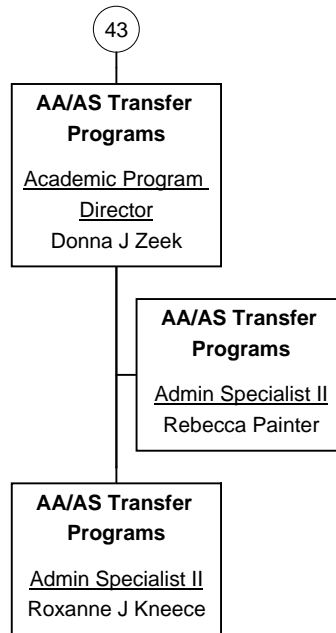 43
AA/AS Transfer
Programs
Academic Program
Director
Donna J Zeek
AA/AS Transfer
Programs
Admin Specialist II
Rebecca Painter
AA/AS Transfer
Programs
Admin Specialist II
Roxanne J Kneece